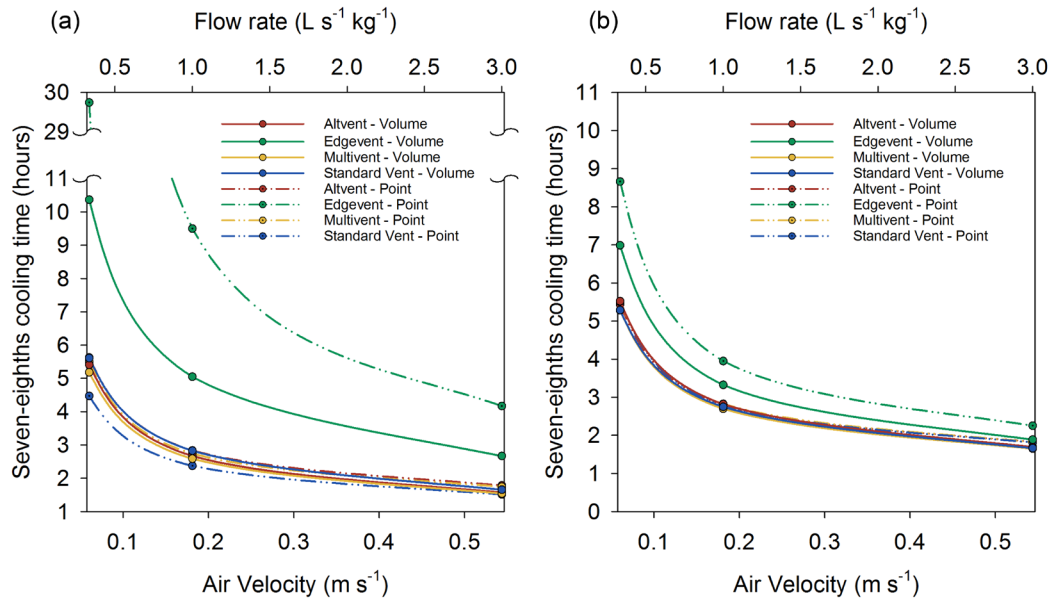 (a)
Flow rate (L s⁻¹ kg⁻¹)
0.5 1.0 1.5 2.0 2.5 3.0
Seven-eighths cooling time (hours)
30
29
11
10
9
8
7
6
5
4
3
2
1
Altvent - Volume
Edgevent - Volume
Multivent - Volume
Standard Vent - Volume
Altvent - Point
Edgevent - Point
Multivent - Point
Standard Vent - Point
0.1 0.2 0.3 0.4 0.5
Air Velocity (m s⁻¹)
(b)
Flow rate (L s⁻¹ kg⁻¹)
0.5 1.0 1.5 2.0 2.5 3.0
Seven-eighths cooling time (hours)
11
10
9
8
7
6
5
4
3
2
1
0
Altvent - Volume
Edgevent - Volume
Multivent - Volume
Standard Vent - Volume
Altvent - Point
Edgevent - Point
Multivent - Point
Standard Vent - Point
0.1 0.2 0.3 0.4 0.5
Air Velocity (m s⁻¹)